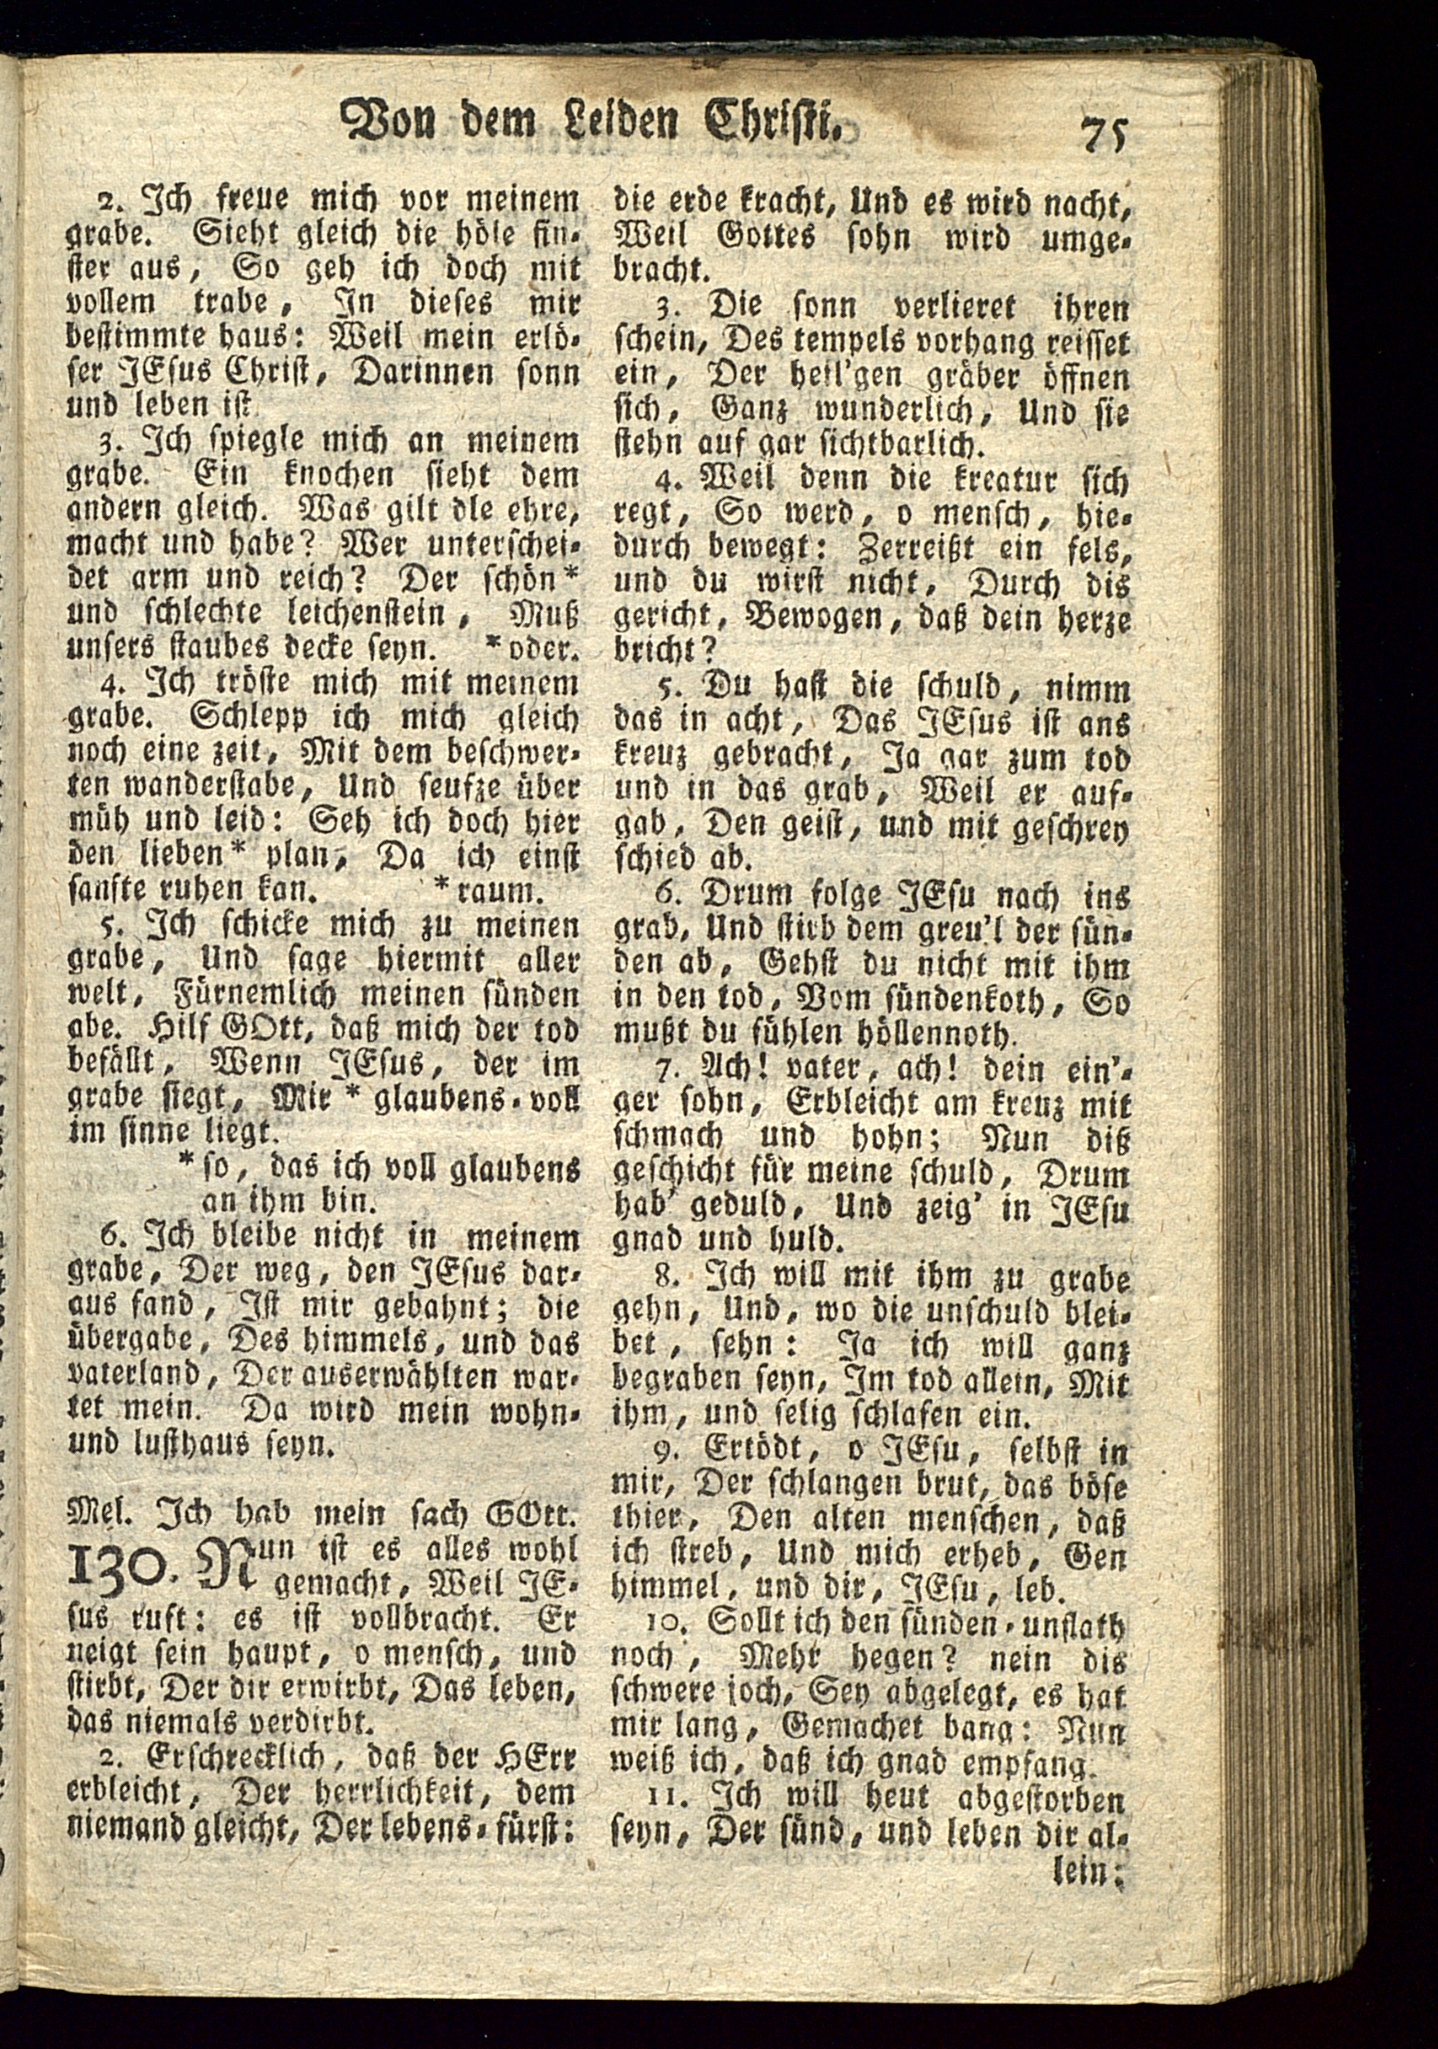 Von dem Leiden Christi.
75
2. Ich freue mich vor meinem
grabe. Sieht gleich die höle fin-
ster aus, So geh ich doch mit
vollem trabe, In dieses mir
bestimmte haus: Weil mein erlö-
ser JEsus Christ, Darinnen sonn
und leben ist
3. Ich spiegle mich an meinem
grabe. Ein knochen sieht dem
andern gleich. Was gilt die ehre,
macht und habe? Wer unterschei-
det arm und reich? Der schön*
und schlechte leichenstein, Muß
unsers staubes decke seyn. *oder.
4. Ich tröste mich mit meinem
grabe. Schlepp ich mich gleich
noch eine zeit, Mit dem beschwer-
ten wanderstabe, Und seufze über
müh und leid: Seh ich doch hier
den lieben* plan, Da ich einst
sanfte ruhen kan. *raum.
5. Ich schicke mich zu meinen
grabe, Und sage hiermit aller
welt, Fürnemlich meinen sünden
abe. Hilf GOtt, daß mich der tod
befällt, Wenn JEsus, der im
grabe siegt, Mir * glaubens-voll
im sinne liegt.
*so, das ich voll glaubens
an ihm bin.
6. Ich bleibe nicht in meinem
grabe, Der weg, den JEsus dar-
aus fand, Ist mir gebahnt; die
übergabe, Des himmels, und das
vaterland, Der auserwählten war-
tet mein. Da wird mein wohn-
und lusthaus seyn.
Mel. Ich hab mein sach GOtt.
130. Nun ist es alles wohl
gemacht, Weil JE-
sus ruft: es ist vollbracht. Er
neigt sein haupt, o mensch, und
stirbt, Der dir erwirbt, Das leben,
das niemals verdirbt.
2. Erschrecklich, daß der HErr
erbleicht, Der herrlichkeit, dem
niemand gleicht, Der lebens-fürst:
die erde kracht, Und es wird nacht,
Weil Gottes sohn wird umge-
bracht.
3. Die sonn verlieret ihren
schein, Des tempels vorhang reisset
ein, Der heil'gen gräber öffnen
sich, Ganz wunderlich, Und sie
stehn auf gar sichtbarlich.
4. Weil denn die kreatur sich
regt, So werd, o mensch, hie-
durch bewegt: Zerreißt ein fels,
und du wirst nicht, Durch dis
gericht, Bewogen, daß dein herze
bricht?
5. Du hast die schuld, nimm
das in acht, Das JEsus ist ans
kreuz gebracht, Ja gar zum tod
und in das grab, Weil er auf-
gab, Den geist, und mit geschrey
schied ab.
6. Drum folge JEsu nach ins
grab, Und stirb dem greu'l der sün-
den ab, Gehst du nicht mit ihm
in den tod, Vom sündenkoth, So
mußt du fühlen höllennoth.
7. Ach! vater, ach! dein ein'-
ger sohn, Erbleicht am kreuz mit
schmach und hohn; Nun diß
geschicht für meine schuld, Drum
hab' geduld, Und zeig' in JEsu
gnad und huld.
8. Ich will mit ihm zu grabe
gehn, Und, wo die unschuld blei-
bet, sehn: Ja ich will ganz
begraben seyn, Im tod allein, Mit
ihm, und selig schlafen ein.
9. Ertödt, o JEsu, selbst in
mir, Der schlangen brut, das böse
thier, Den alten menschen, daß
ich streb, Und mich erheb, Gen
himmel, und dir, JEsu, leb.
10. Sollt ich den sünden-unflath
noch, Mehr hegen? nein dis
schwere joch, Sey abgelegt, es hat
mir lang, Gemachet bang: Nun
weiß ich, daß ich gnad empfang.
11. Ich will heut abgestorben
seyn, Der sünd, und leben dir al-
lein: